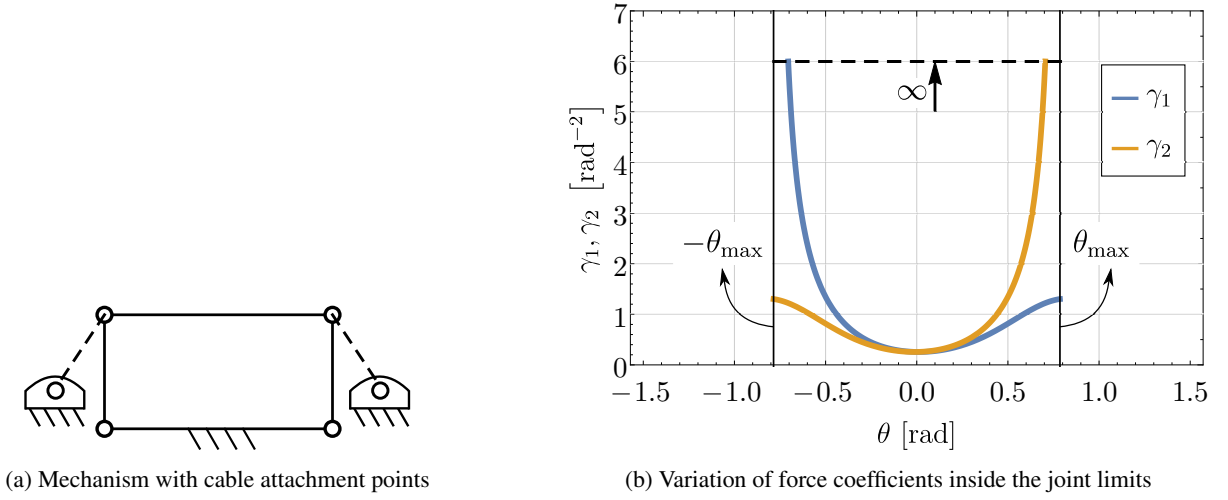 7
6
5
4
3
2
1
0
γ₁, γ₂ [rad⁻²]
∞
γ₁
γ₂
−θmax
θmax
−1.5 −1.0 −0.5 0.0 0.5 1.0 1.5
θ [rad]
(a) Mechanism with cable attachment points
(b) Variation of force coefficients inside the joint limits